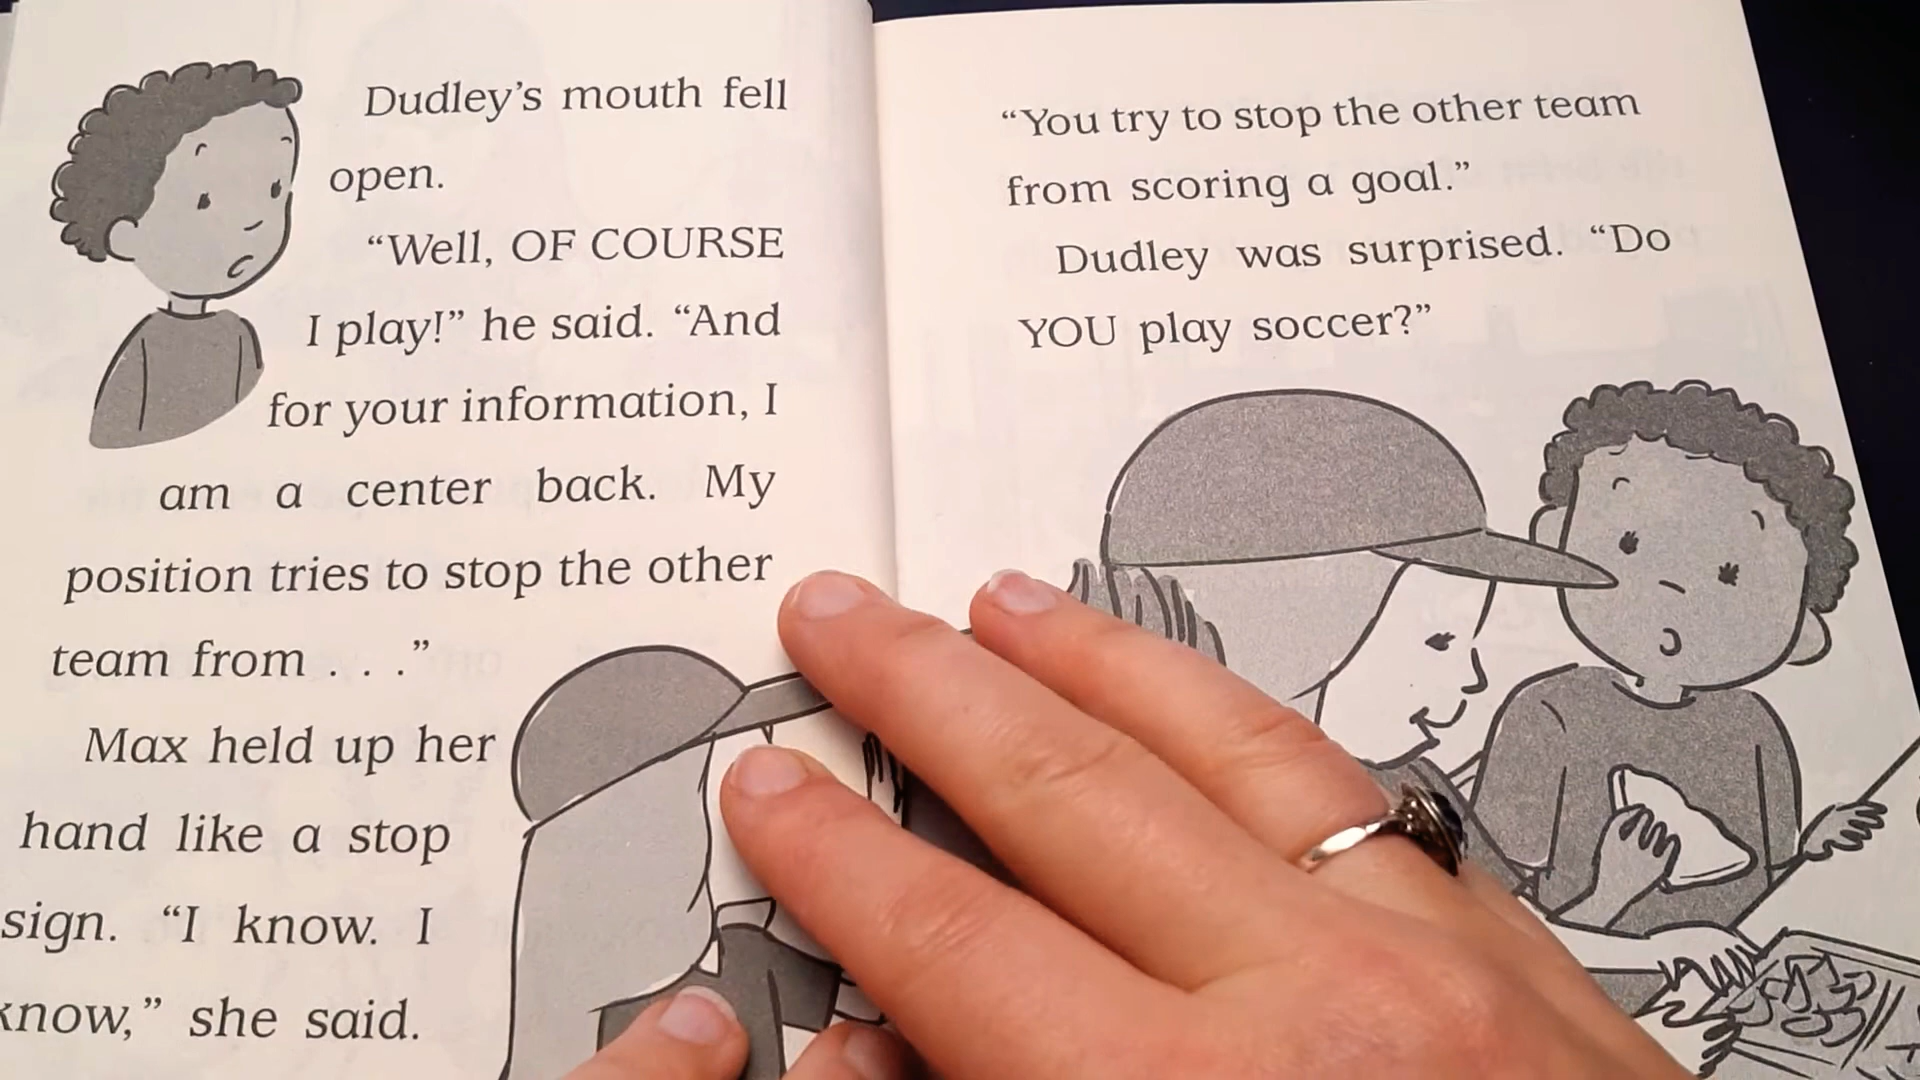 Dudley’s mouth fell
open.
“Well, OF COURSE
I play!” he said. “And
for your information, I
am a center back. My
position tries to stop the other
team from . . .”
Max held up her
hand like a stop
sign. “I know. I
know,” she said.
“You try to stop the other team
from scoring a goal.”
Dudley was surprised. “Do
YOU play soccer?”